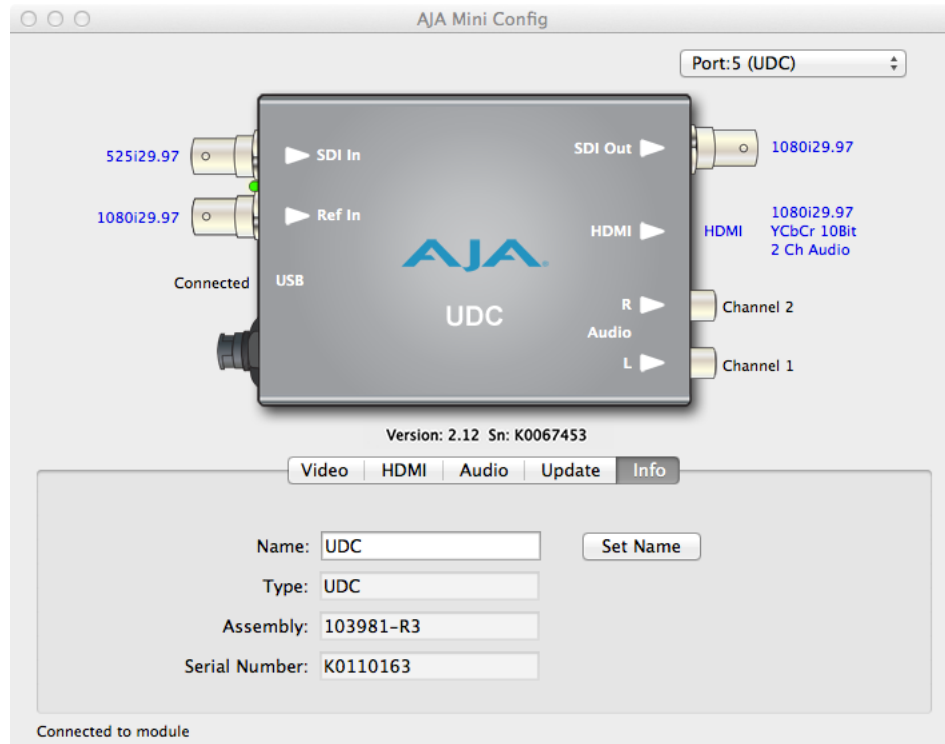 AJA Mini Config
Port:5 (UDC)
525i29.97
SDI In
SDI Out
1080i29.97
1080i29.97
Ref In
HDMI
HDMI
1080i29.97
YCbCr 10Bit
2 Ch Audio
Connected
USB
AJA
UDC
R
Channel 2
Audio
L
Channel 1
Version: 2.12 Sn: K0067453
Video
HDMI
Audio
Update
Info
Name: UDC
Set Name
Type: UDC
Assembly: 103981-R3
Serial Number: K0110163
Connected to module